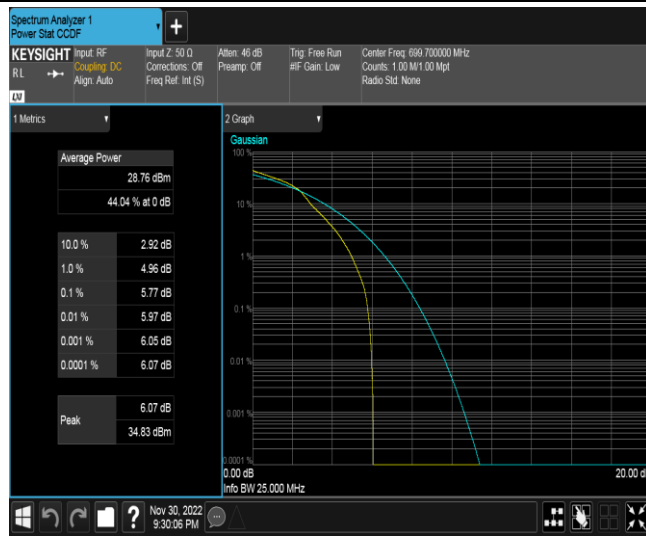 Spectrum Analyzer 1
Power Stat CCDF
+
KEYSIGHT
RL
LXI
Input: RF
Coupling: DC
Align: Auto
Input Z: 50 Ω
Corrections: Off
Freq Ref: Int (S)
Atten: 46 dB
Preamp: Off
Trig: Free Run
#IF Gain: Low
Center Freq: 699.700000 MHz
Counts: 1.00 M/1.00 Mpt
Radio Std: None
1 Metrics
Average Power
28.76 dBm
44.04 % at 0 dB
10.0 % 2.92 dB
1.0 % 4.96 dB
0.1 % 5.77 dB
0.01 % 5.97 dB
0.001 % 6.05 dB
0.0001 % 6.07 dB
Peak
6.07 dB
34.83 dBm
2 Graph
Gaussian
100 %
10 %
1 %
0.1 %
0.01 %
0.001 %
0.0001 %
0.00 dB
20.00 d
Info BW 25.000 MHz
?
Nov 30, 2022
9:30:06 PM